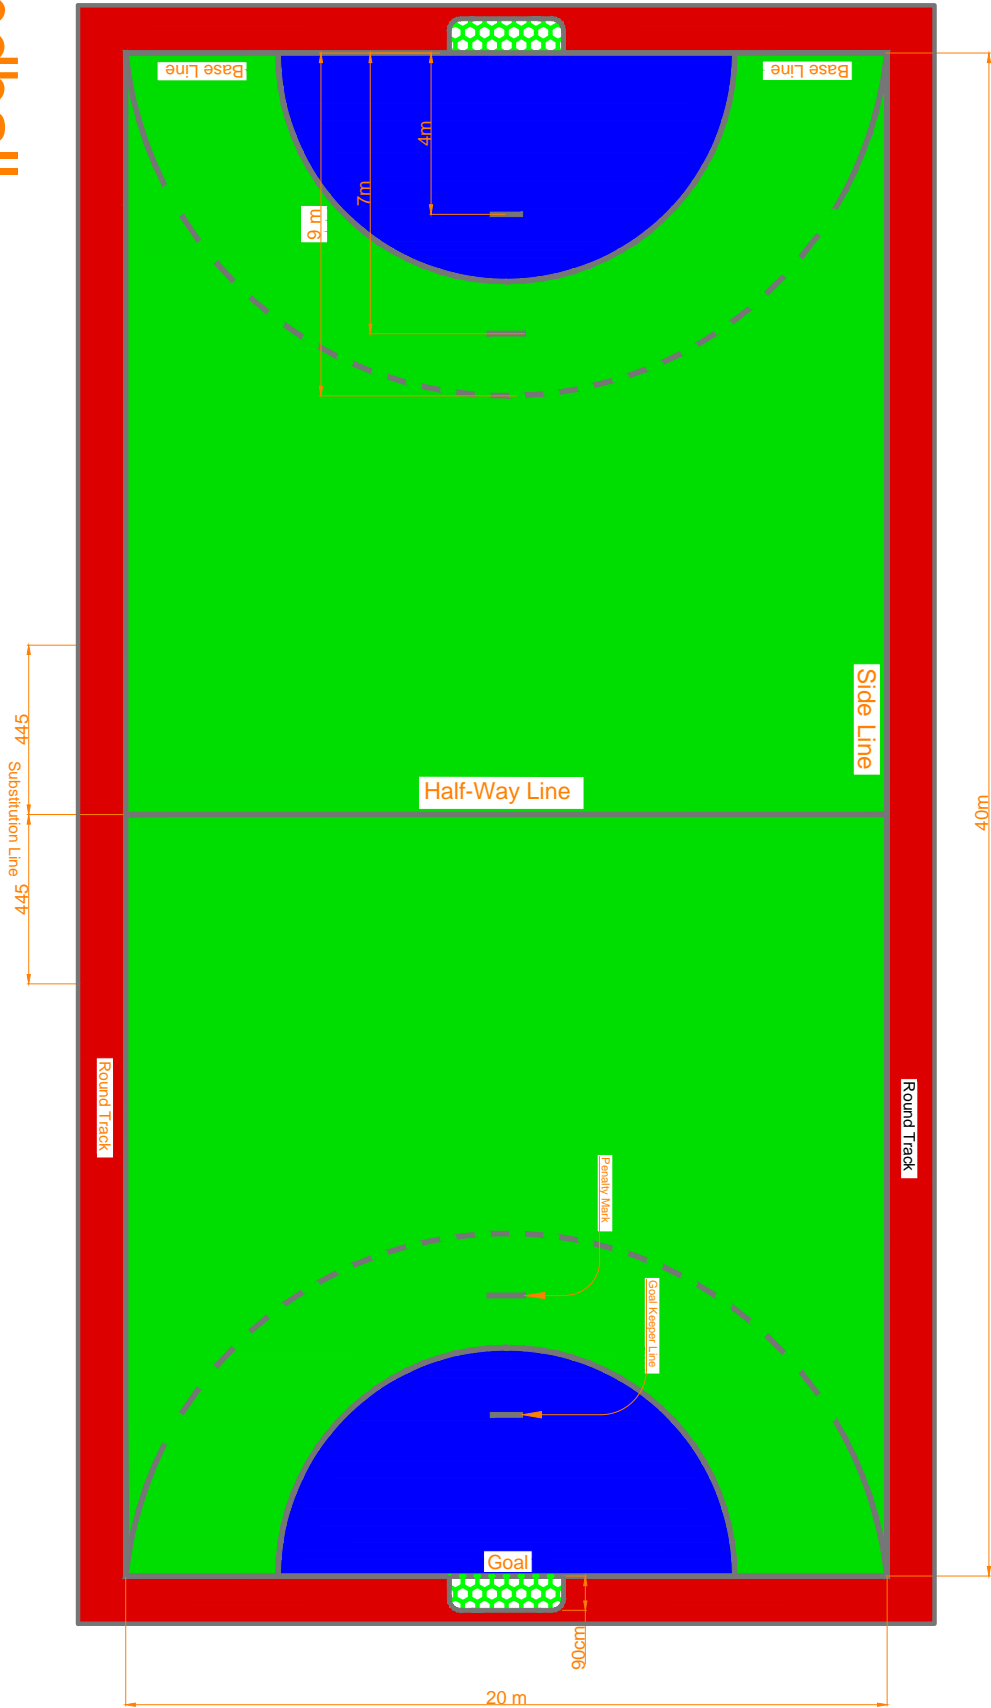 Base Line
Base Line
4m
7m
9 m
Side Line
445
Substitution Line
445
Half-Way Line
40m
Round Track
Round Track
Penalty Mark
Goal Keeper Line
Goal
90cm
20 m